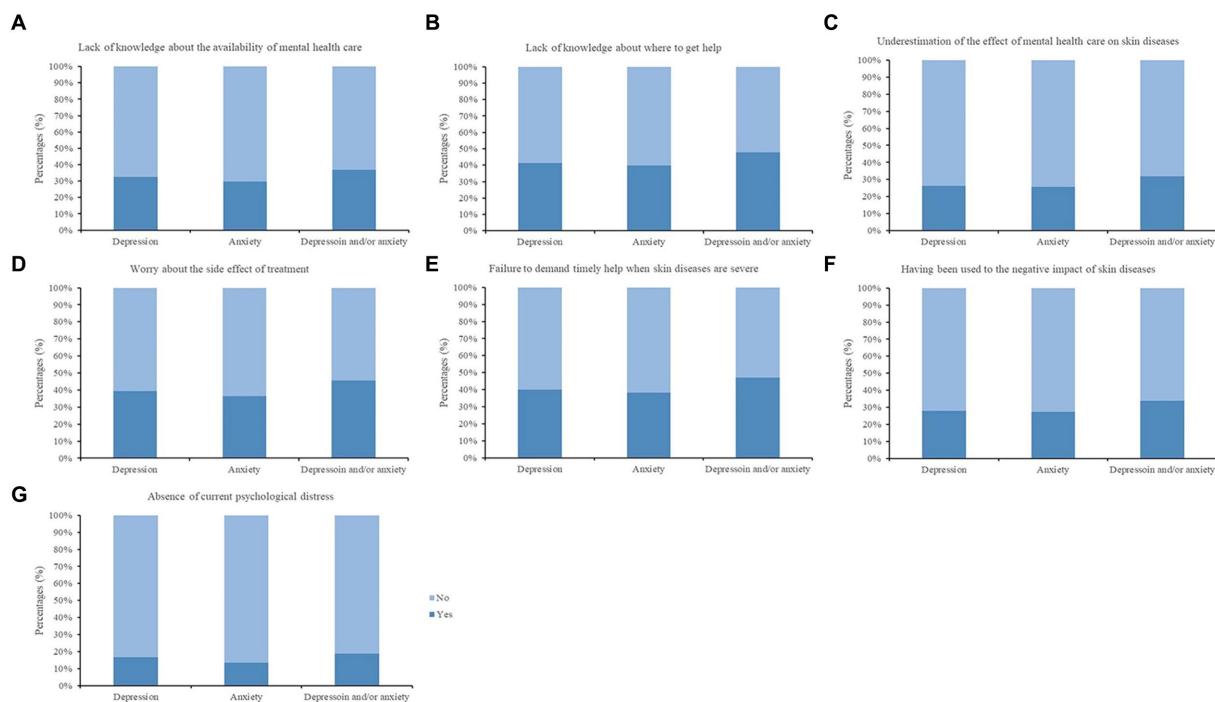 A
Lack of knowledge about the availability of mental health care
Percentages (%)
100%
90%
80%
70%
60%
50%
40%
30%
20%
10%
0%
Depression Anxiety Depressoin and/or anxiety
B
Lack of knowledge about where to get help
Percentages (%)
100%
90%
80%
70%
60%
50%
40%
30%
20%
10%
0%
Depression Anxiety Depressoin and/or anxiety
C
Underestimation of the effect of mental health care on skin diseases
Percentages (%)
100%
90%
80%
70%
60%
50%
40%
30%
20%
10%
0%
Depression Anxiety Depressoin and/or anxiety
D
Worry about the side effect of treatment
Percentages (%)
100%
90%
80%
70%
60%
50%
40%
30%
20%
10%
0%
Depression Anxiety Depressoin and/or anxiety
E
Failure to demand timely help when skin diseases are severe
Percentages (%)
100%
90%
80%
70%
60%
50%
40%
30%
20%
10%
0%
Depression Anxiety Depressoin and/or anxiety
F
Having been used to the negative impact of skin diseases
Percentages (%)
100%
90%
80%
70%
60%
50%
40%
30%
20%
10%
0%
Depression Anxiety Depressoin and/or anxiety
G
Absence of current psychological distress
Percentages (%)
100%
90%
80%
70%
60%
50%
40%
30%
20%
10%
0%
Depression Anxiety Depressoin and/or anxiety
No
Yes